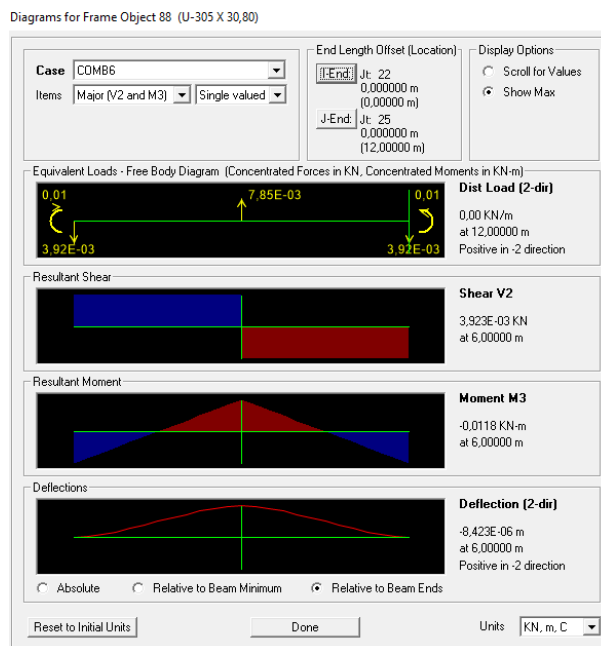 Diagrams for Frame Object 88 (U-305 X 30,80)
Case COMB6
Items Major (V2 and M3) Single valued
End Length Offset (Location)
I-End: Jt: 22
0,000000 m
(0,00000 m)
J-End: Jt: 25
0,000000 m
(12,00000 m)
Display Options
Scroll for Values
Show Max
Equivalent Loads - Free Body Diagram (Concentrated Forces in KN, Concentrated Moments in KN-m)
0,01 7,85E-03 0,01
3,92E-03 3,92E-03
Dist Load (2-dir)
0,00 KN/m
at 12,00000 m
Positive in -2 direction
Resultant Shear
Shear V2
3,923E-03 KN
at 6,00000 m
Resultant Moment
Moment M3
-0,0118 KN-m
at 6,00000 m
Deflections
Deflection (2-dir)
-8,423E-06 m
at 6,00000 m
Positive in -2 direction
Absolute Relative to Beam Minimum Relative to Beam Ends
Reset to Initial Units Done Units KN, m, C